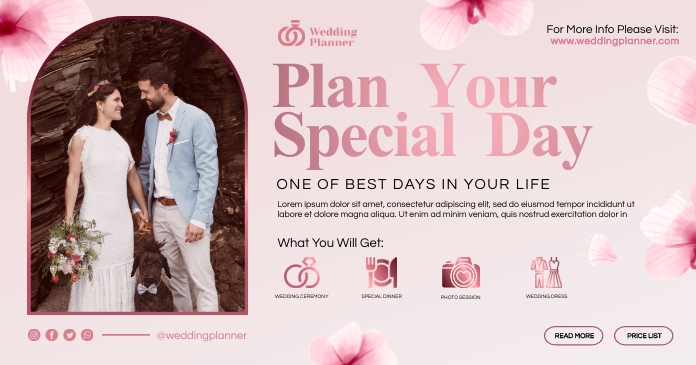 Wedding
Planner
For More Info Please Visit:
www.weddingplanner.com
Plan Your
Special Day
ONE OF BEST DAYS IN YOUR LIFE
Lorem ipsum dolor sit amet, consectetur adipiscing elit, sed do eiusmod tempor incididunt ut
labore et dolore magna aliqua. Ut enim ad minim veniam, quis nostrud exercitation dolor in
What You Will Get:
WEDDING CEREMONY
SPECIAL DINNER
PHOTO SESSION
WEDDING DRESS
@weddingplanner
READ MORE
PRICE LIST